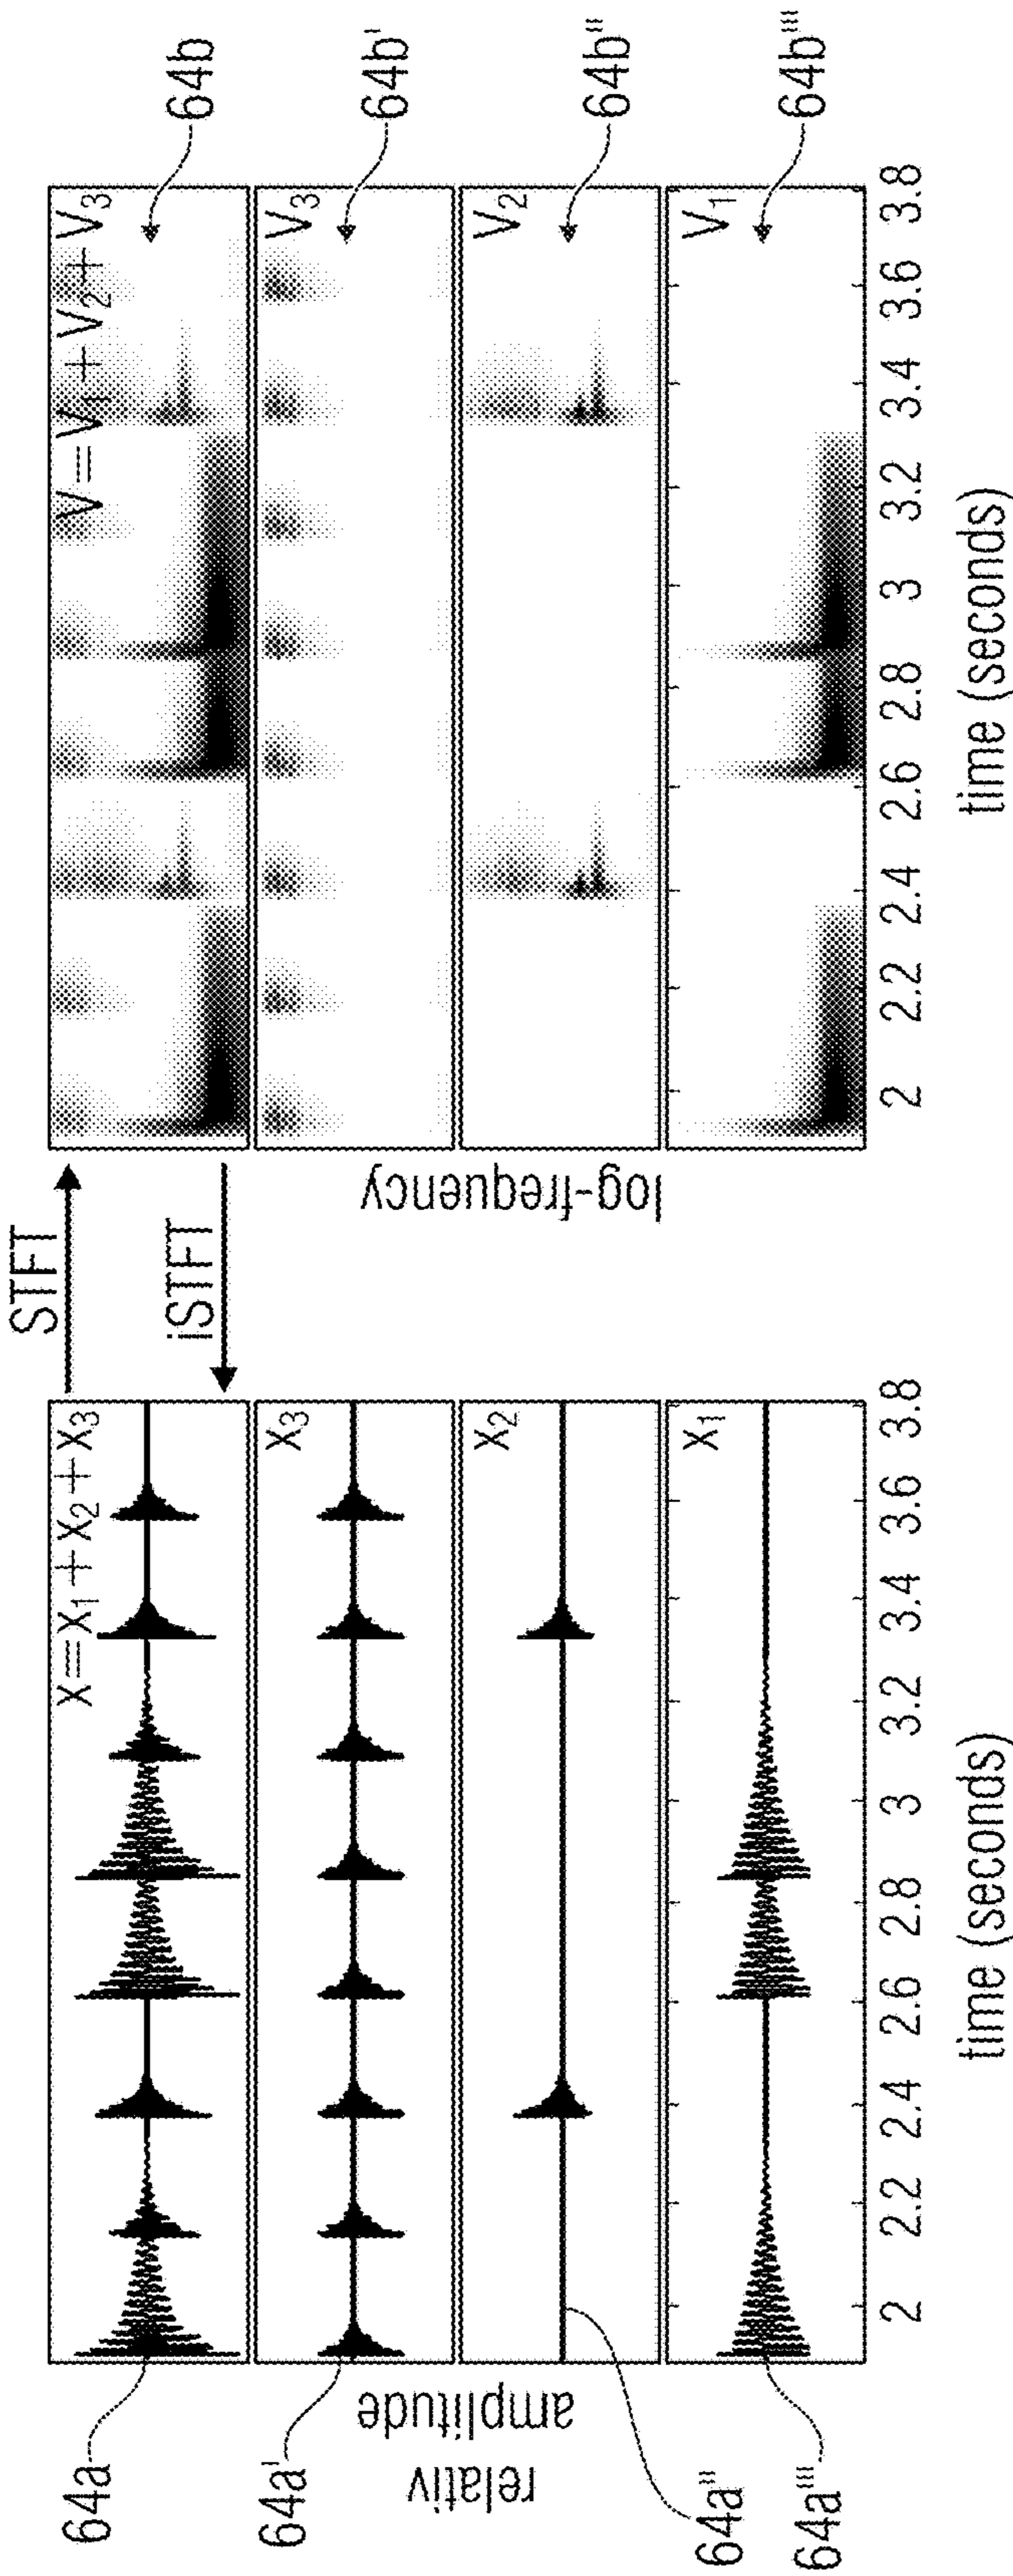 STFT
iSTFT
64a
x=x₁+x₂+x₃
64a'
x₃
64a''
x₂
64a'''
x₁
relativ
amplitude
2 2.2 2.4 2.6 2.8 3 3.2 3.4 3.6 3.8
time (seconds)
V=V₁+V₂+V₃
64b
V₃
64b'
V₂
64b''
V₁
64b'''
log-frequency
2 2.2 2.4 2.6 2.8 3 3.2 3.4 3.6 3.8
time (seconds)